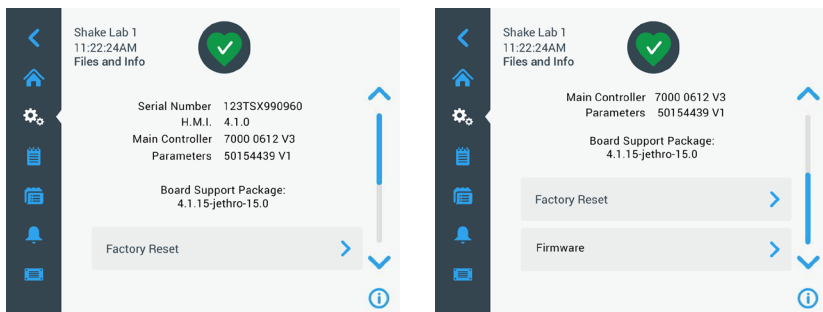 Shake Lab 1
11:22:24AM
Files and Info
Serial Number 123TSX990960
H.M.I. 4.1.0
Main Controller 7000 0612 V3
Parameters 50154439 V1
Board Support Package:
4.1.15-jethro-15.0
Factory Reset
Shake Lab 1
11:22:24AM
Files and Info
Main Controller 7000 0612 V3
Parameters 50154439 V1
Board Support Package:
4.1.15-jethro-15.0
Factory Reset
Firmware